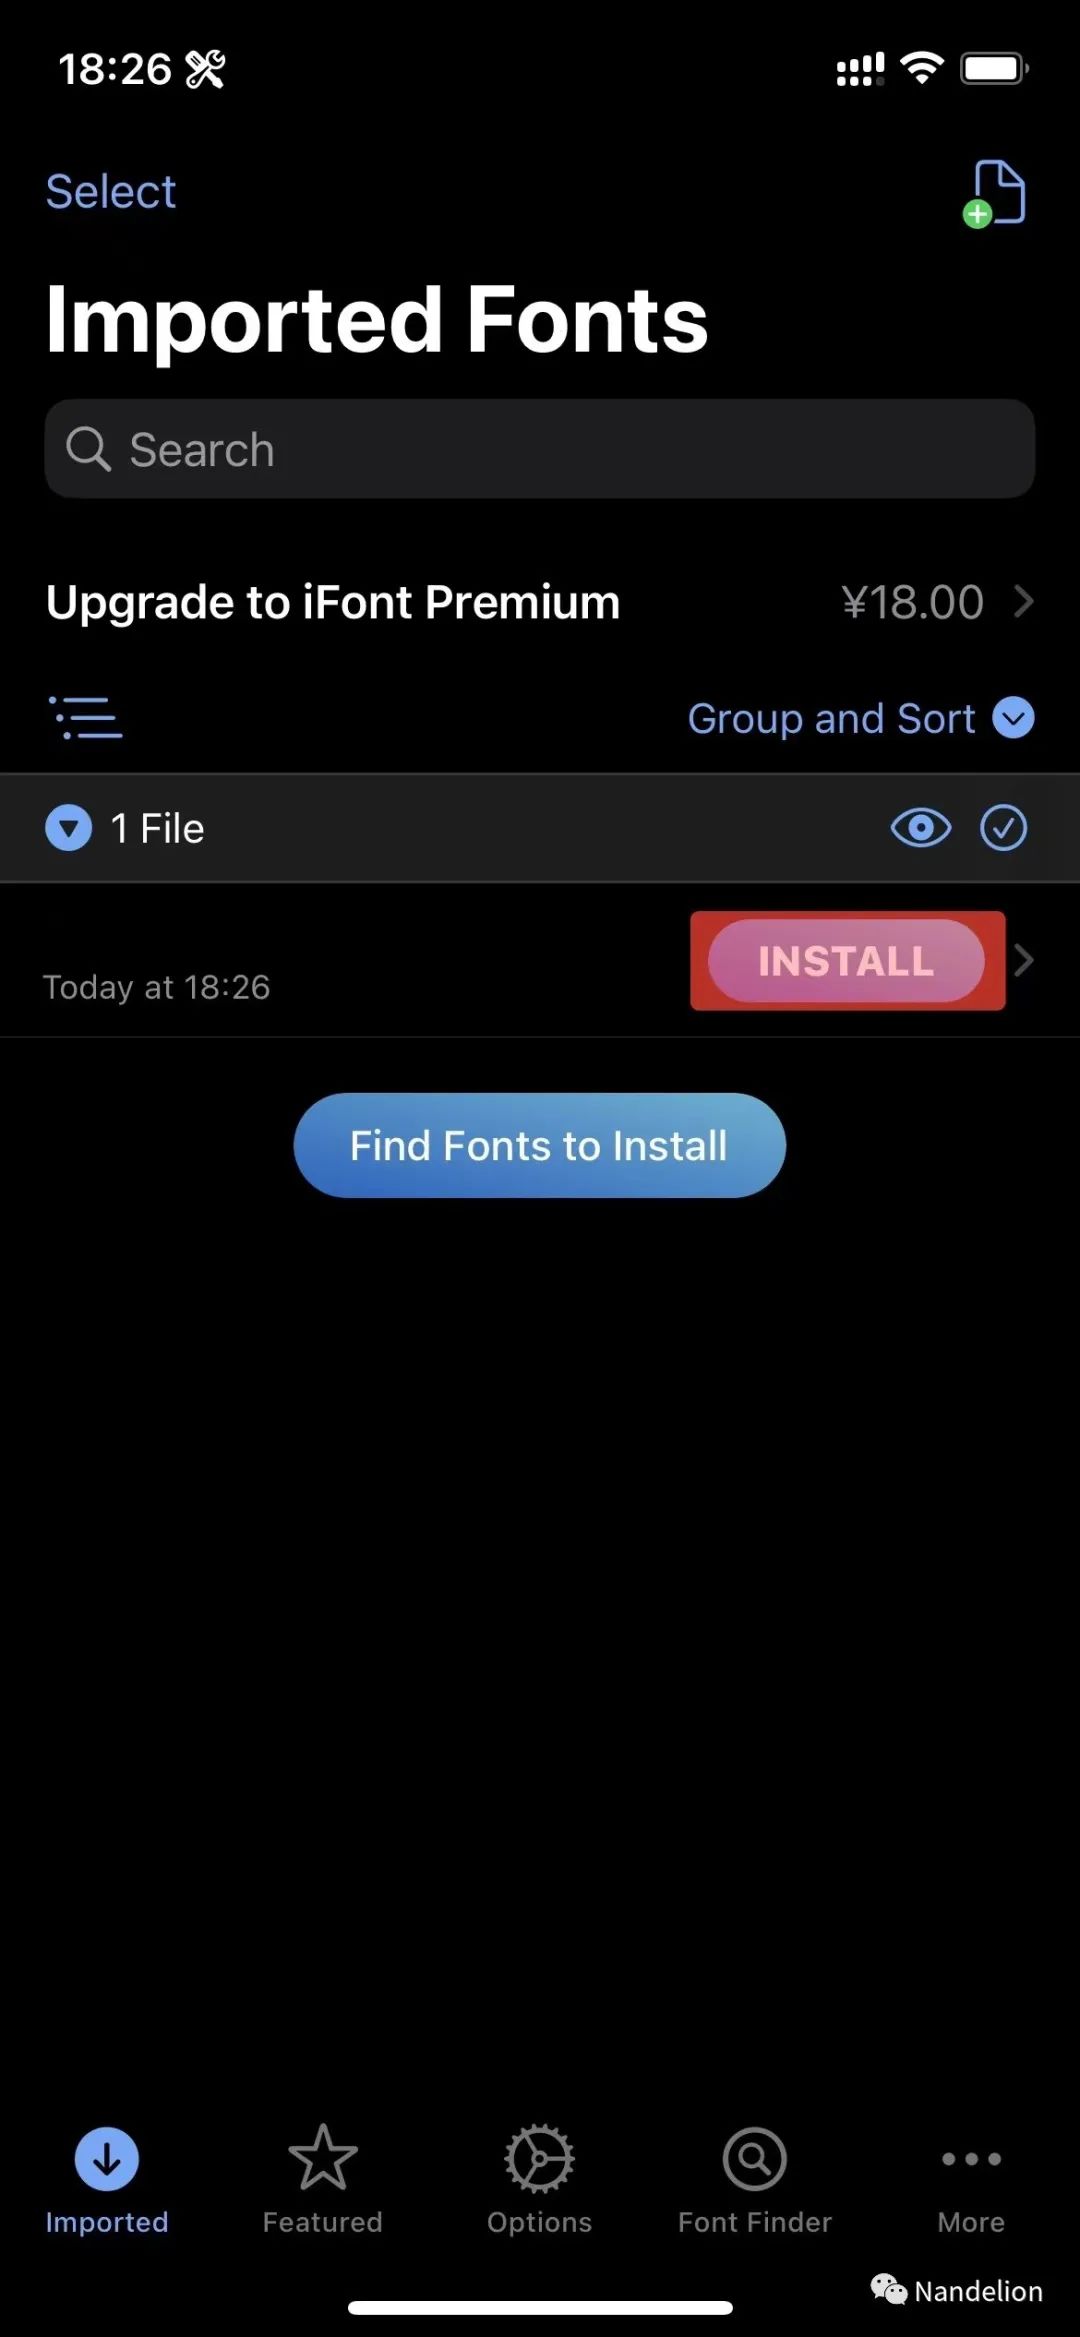 18:26
Select
Imported Fonts
Search
Upgrade to iFont Premium ¥18.00
Group and Sort
1 File
INSTALL
Today at 18:26
Find Fonts to Install
Imported Featured Options Font Finder More
Nandelion